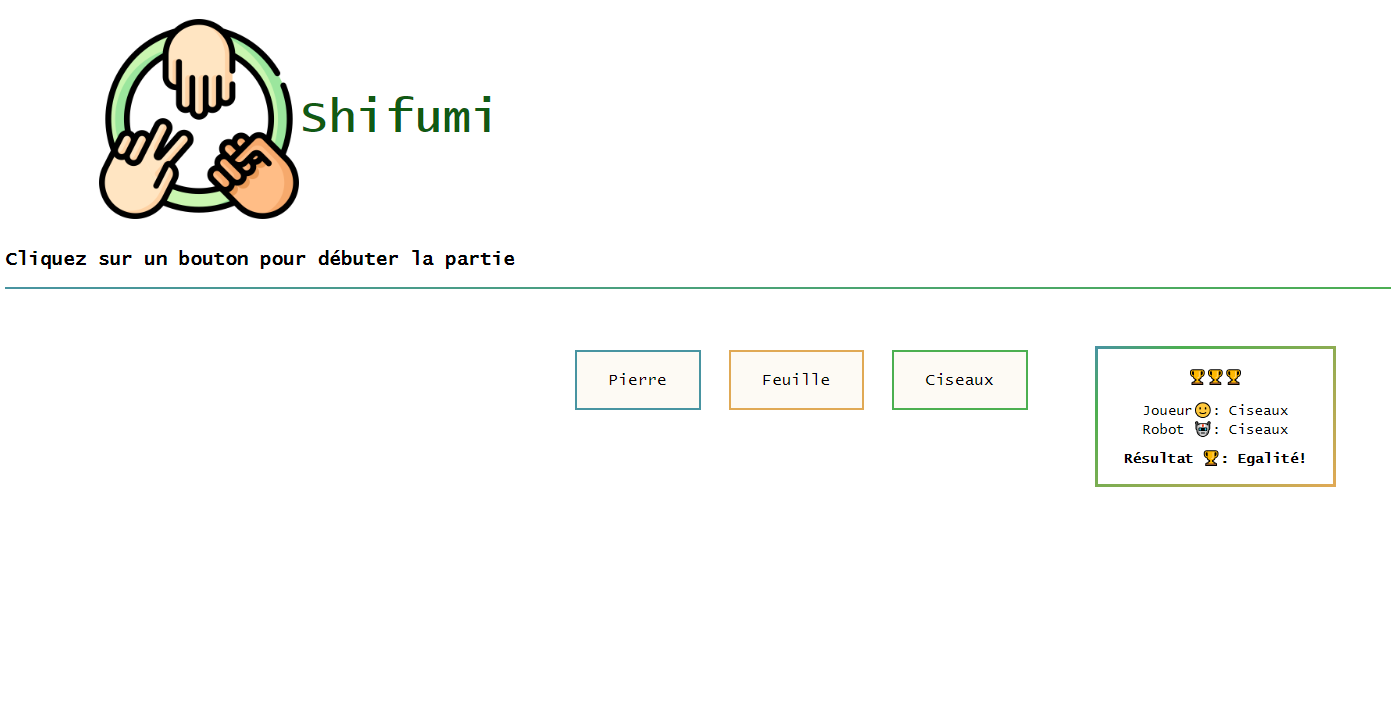 Shifumi
Cliquez sur un bouton pour débuter la partie
Pierre
Feuille
Ciseaux
🏆🏆🏆
Joueur🙂: Ciseaux
Robot 🤖: Ciseaux
Résultat 🏆: Egalité!